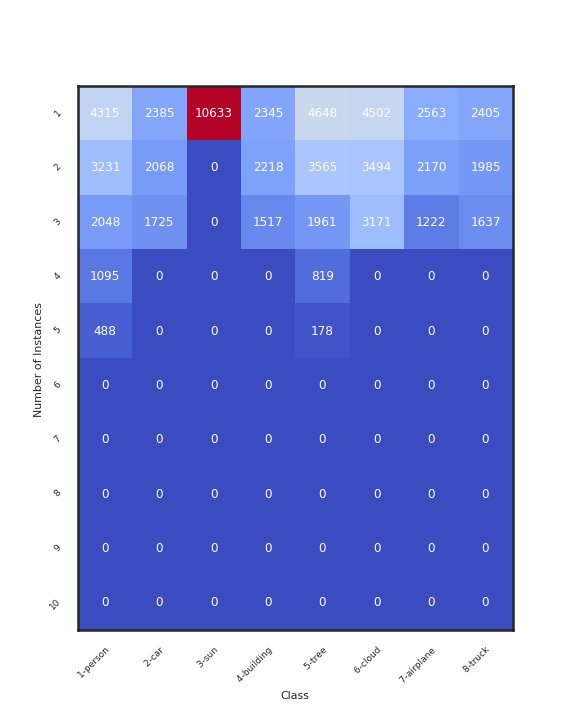 1 4315 2385 10633 2345 4648 4502 2563 2405
2 3231 2068 0 2218 3565 3494 2170 1985
3 2048 1725 0 1517 1961 3171 1222 1637
4 1095 0 0 0 819 0 0 0
5 488 0 0 0 178 0 0 0
6 0 0 0 0 0 0 0 0
7 0 0 0 0 0 0 0 0
8 0 0 0 0 0 0 0 0
9 0 0 0 0 0 0 0 0
10 0 0 0 0 0 0 0 0
Number of Instances
1-person 2-car 3-sun 4-building 5-tree 6-cloud 7-airplane 8-truck
Class